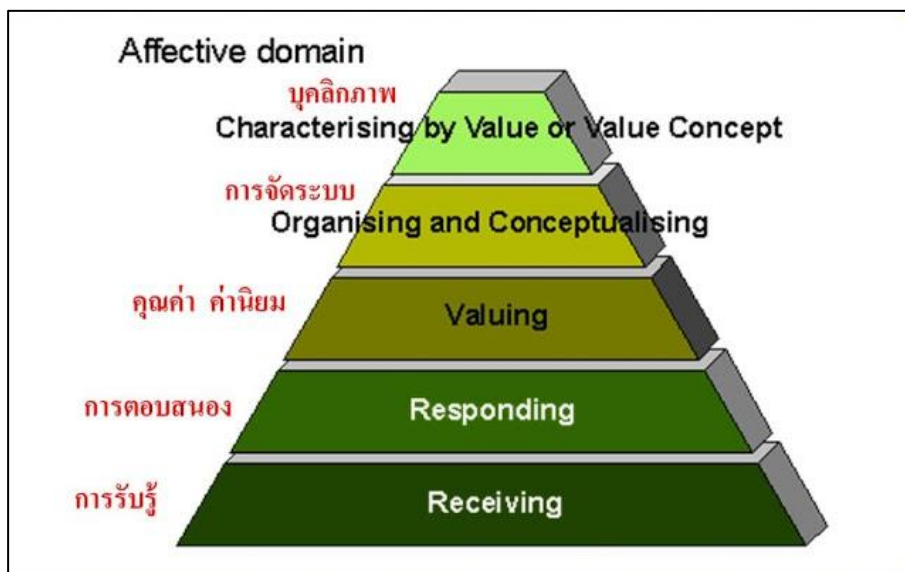 Affective domain
บุคลิกภาพ
Characterising by Value or Value Concept
การจัดระบบ
Organising and Conceptualising
คุณค่า ค่านิยม
Valuing
การตอบสนอง
Responding
การรับรู้
Receiving